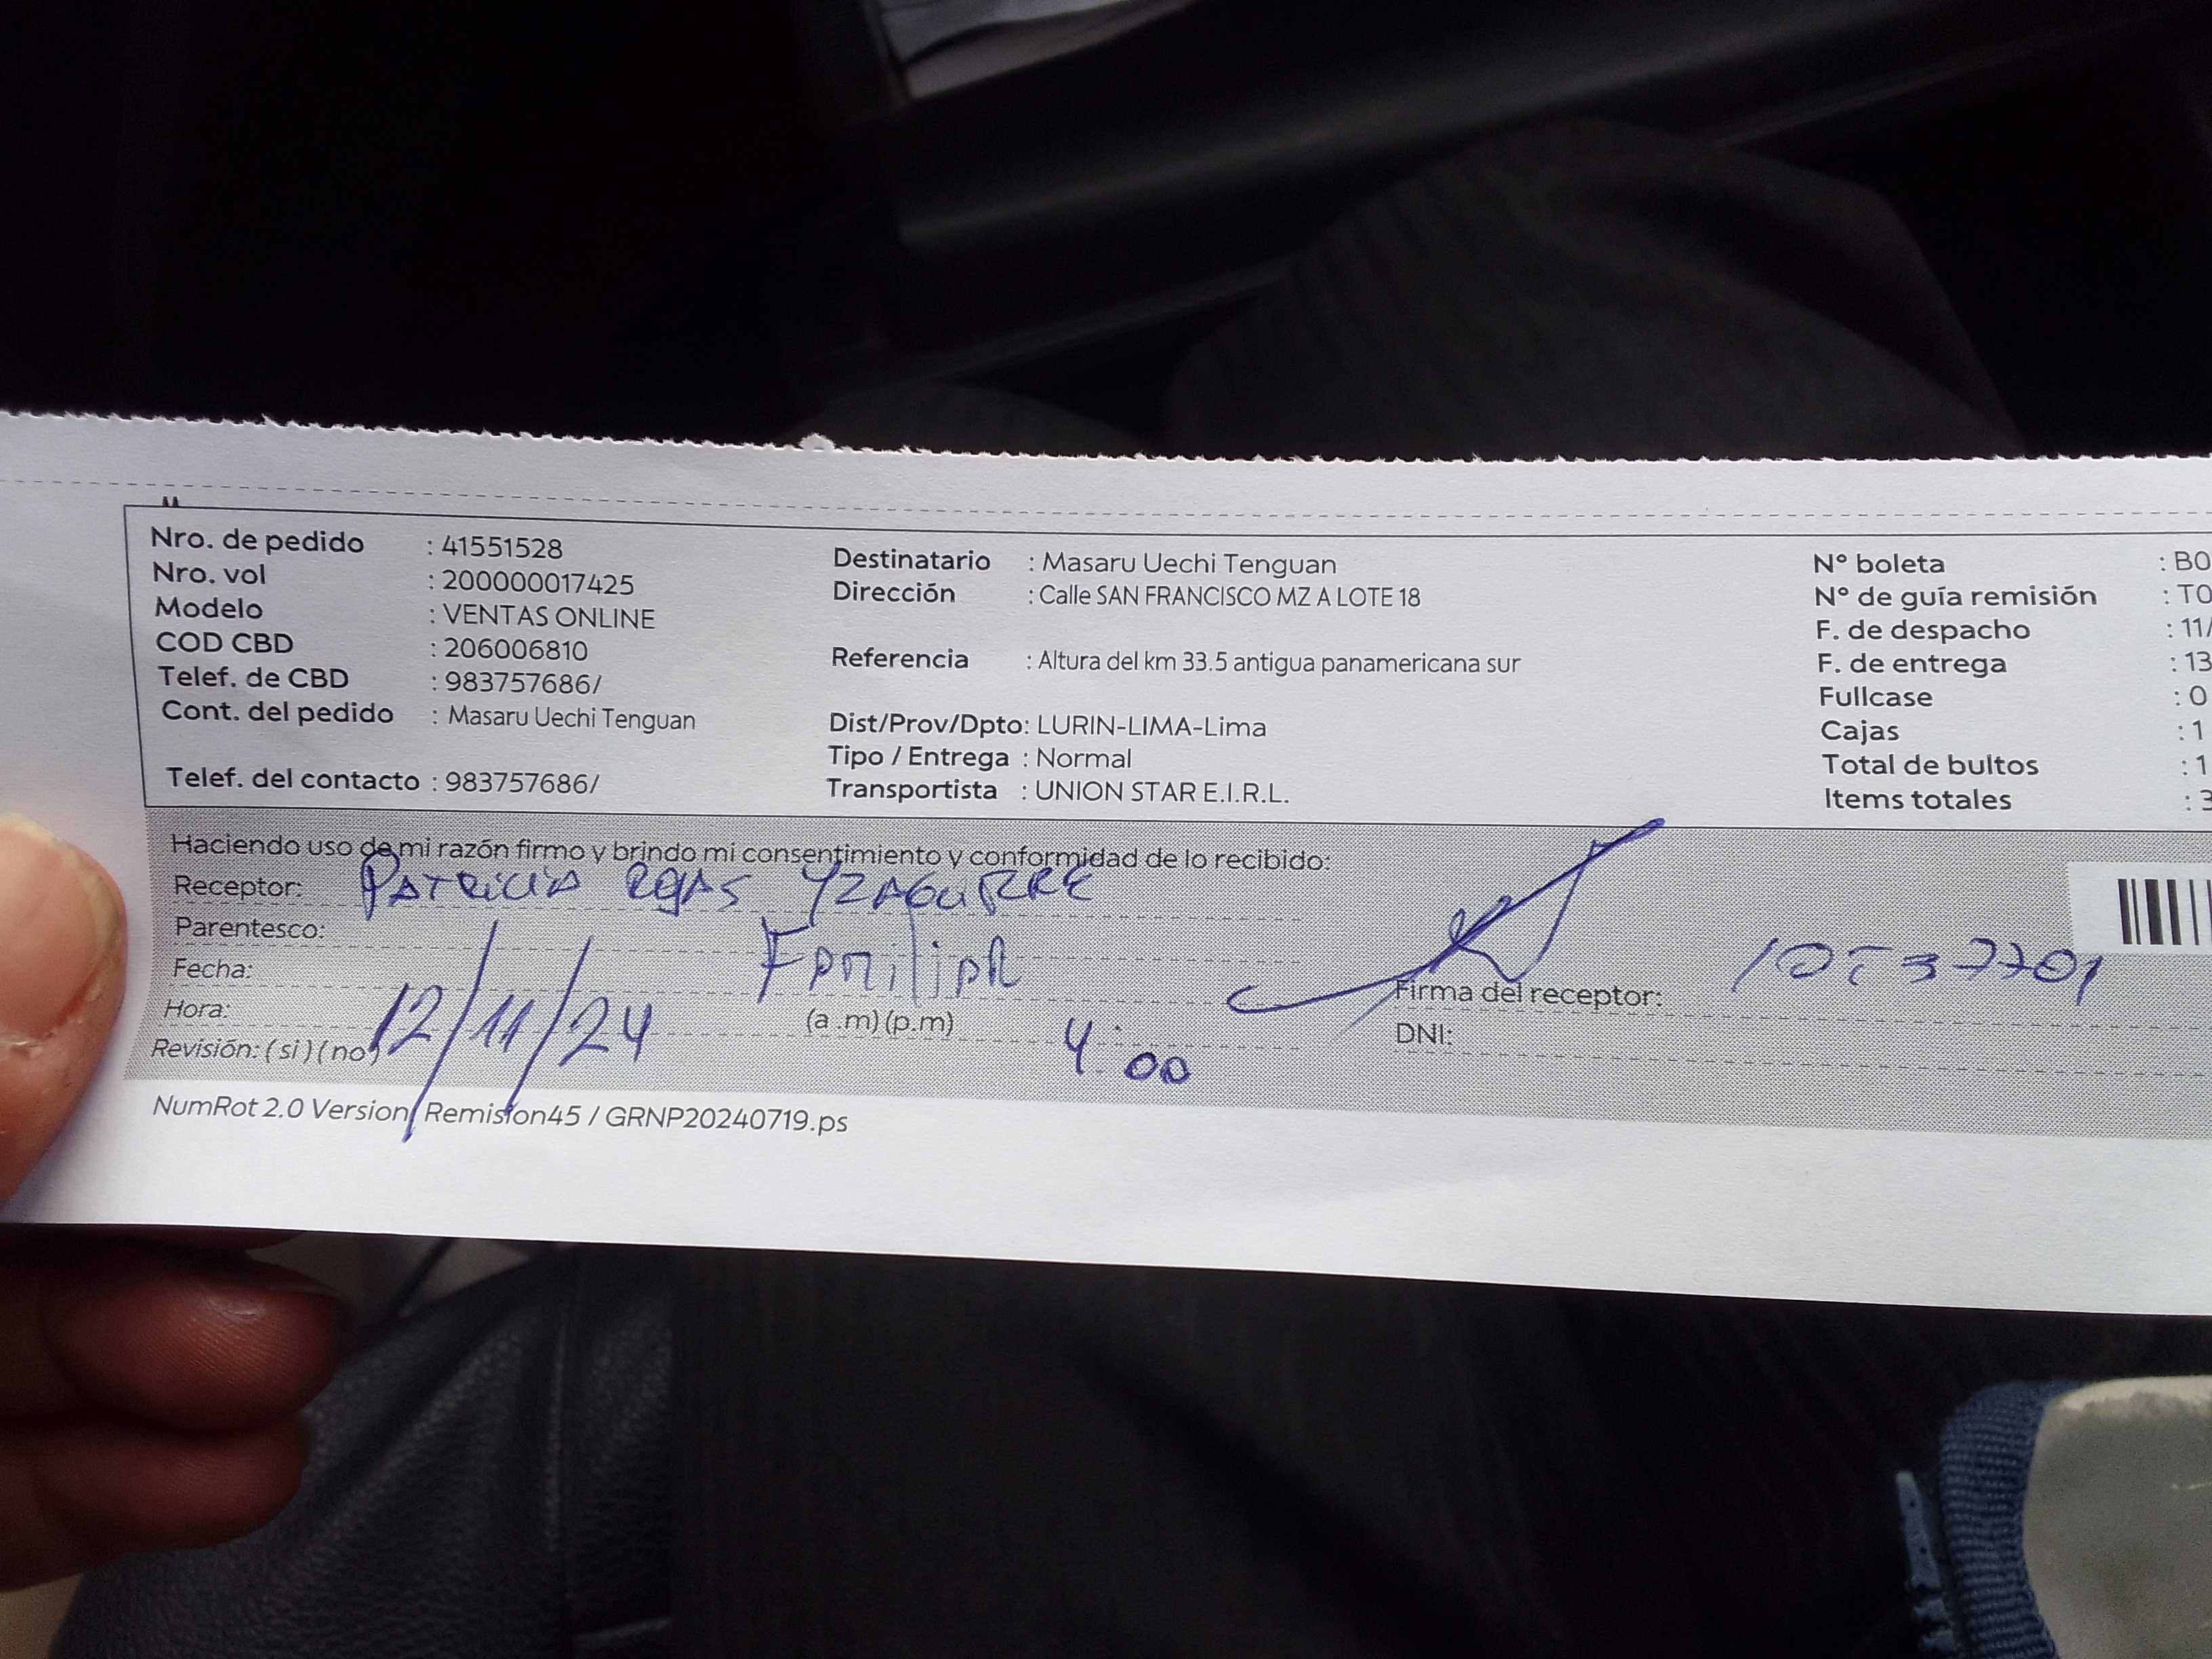 Nro. de pedido : 41551528
Nro. vol : 200000017425
Modelo : VENTAS ONLINE
COD CBD : 206006810
Telef. de CBD : 983757686/
Cont. del pedido : Masaru Uechi Tenguan
Telef. del contacto : 983757686/
Destinatario : Masaru Uechi Tenguan
Dirección : Calle SAN FRANCISCO MZ A LOTE 18
Referencia : Altura del km 33.5 antigua panamericana sur
Dist/Prov/Dpto: LURIN-LIMA-Lima
Tipo / Entrega : Normal
Transportista : UNION STAR E.I.R.L.
N° boleta : B0
N° de guía remisión : T0
F. de despacho : 11/
F. de entrega : 13
Fullcase : 0
Cajas : 1
Total de bultos : 1
Items totales : 3
Haciendo uso de mi razón firmo y brindo mi consentimiento y conformidad de lo recibido:
Receptor: PATRICIA ROJAS YZAGUIRRE
Parentesco: Familiar
Fecha: 12/11/24
Hora: (a.m)(p.m) 4:00
Revisión: (si)(no)
Firma del receptor:
DNI:
NumRot 2.0 Version Remision45 / GRNP20240719.ps